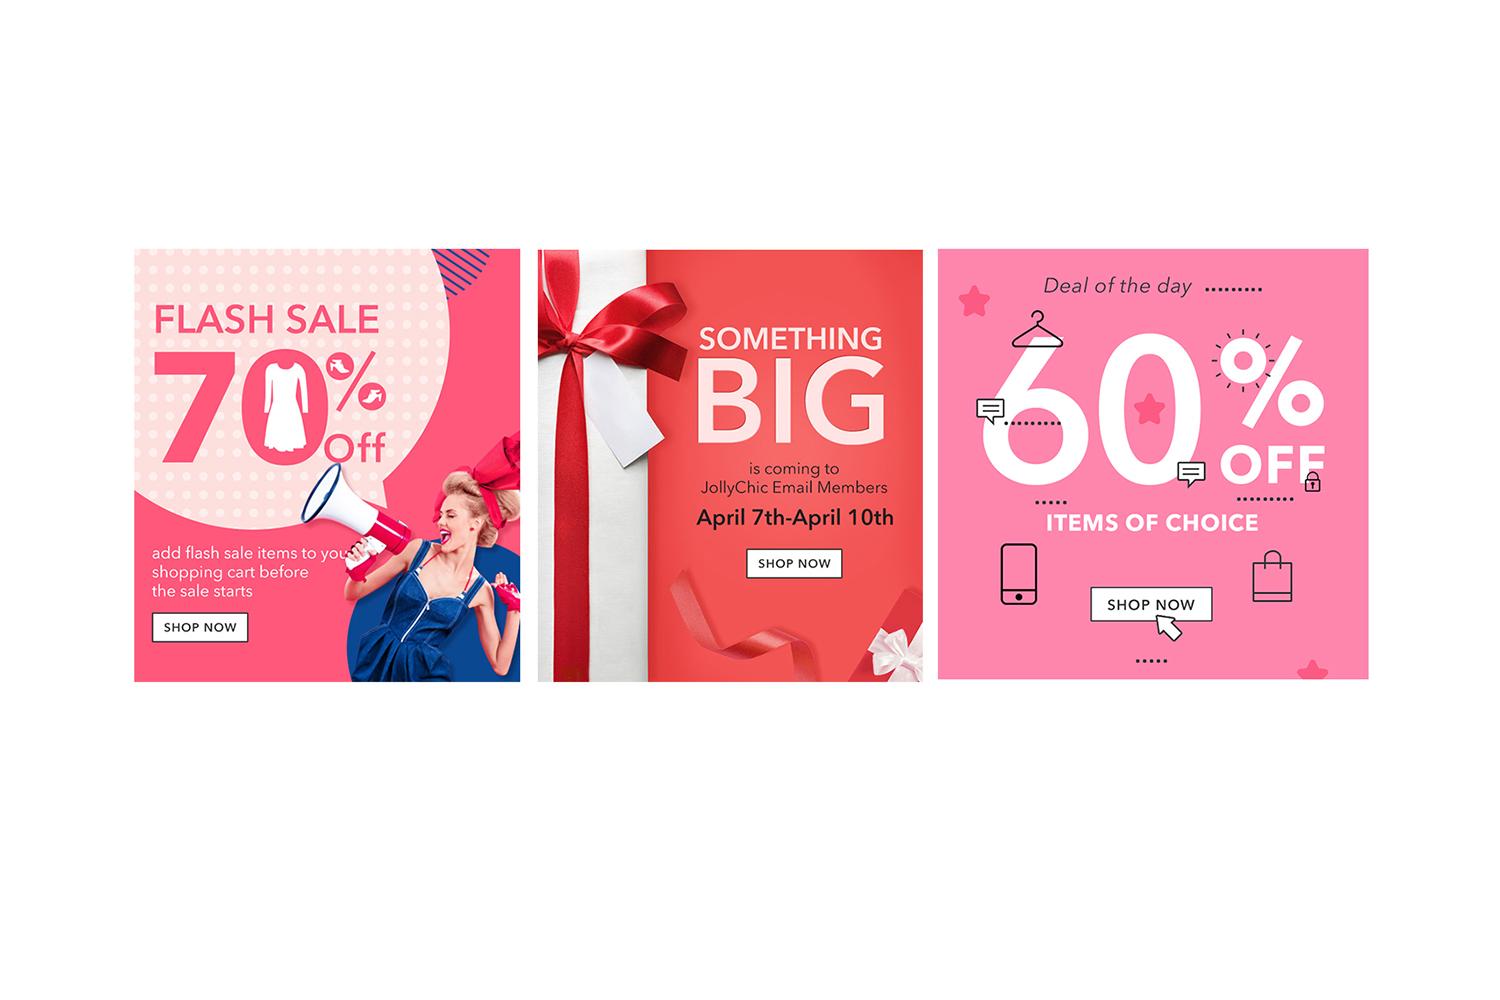 FLASH SALE
70%
Off
add flash sale items to you
shopping cart before
the sale starts
SHOP NOW
SOMETHING
BIG
is coming to
JollyChic Email Members
April 7th-April 10th
SHOP NOW
Deal of the day
60%
OFF
ITEMS OF CHOICE
SHOP NOW